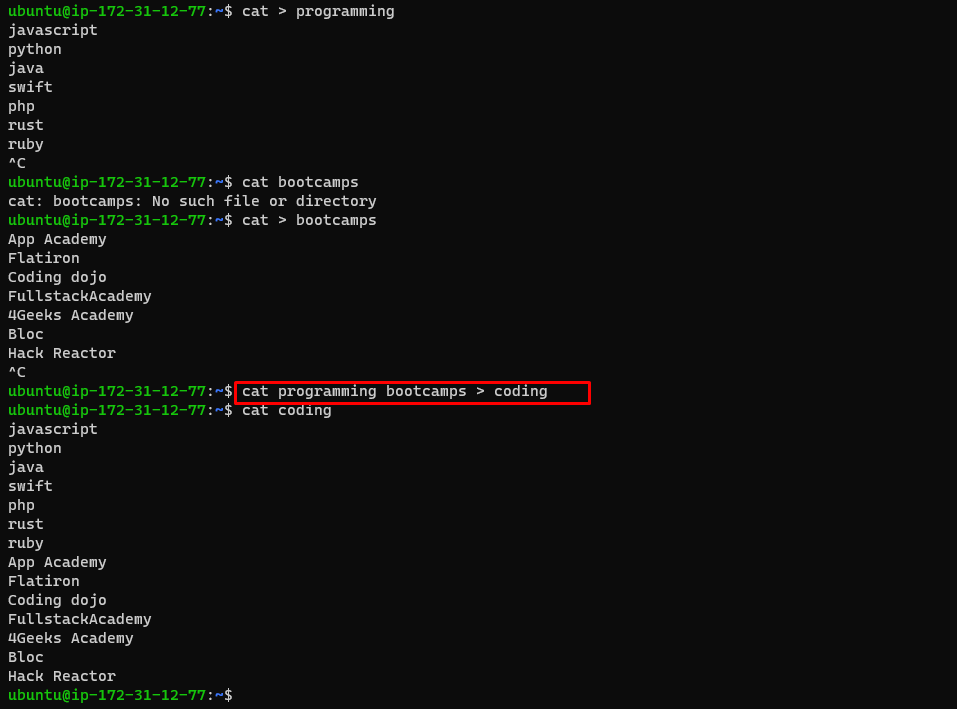 ubuntu@ip-172-31-12-77:~$ cat > programming
javascript
python
java
swift
php
rust
ruby
^C
ubuntu@ip-172-31-12-77:~$ cat bootcamps
cat: bootcamps: No such file or directory
ubuntu@ip-172-31-12-77:~$ cat > bootcamps
App Academy
Flatiron
Coding dojo
FullstackAcademy
4Geeks Academy
Bloc
Hack Reactor
^C
ubuntu@ip-172-31-12-77:~$ cat programming bootcamps > coding
ubuntu@ip-172-31-12-77:~$ cat coding
javascript
python
java
swift
php
rust
ruby
App Academy
Flatiron
Coding dojo
FullstackAcademy
4Geeks Academy
Bloc
Hack Reactor
ubuntu@ip-172-31-12-77:~$